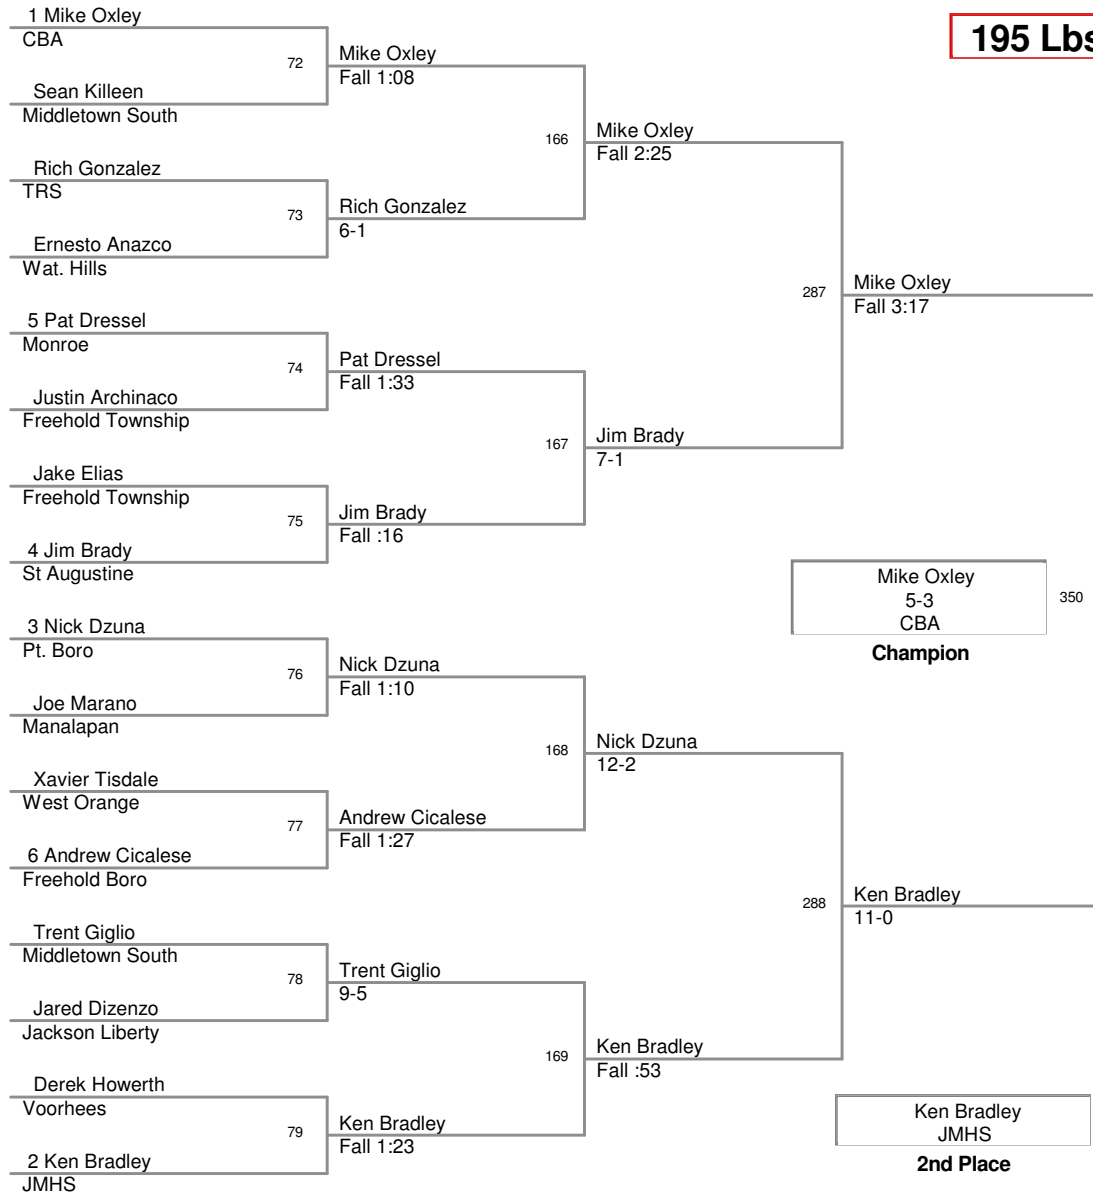 1 Mike Oxley
CBA
195 Lbs
72
Mike Oxley
Fall 1:08
Sean Killeen
Middletown South
166
Mike Oxley
Fall 2:25
Rich Gonzalez
TRS
73
Rich Gonzalez
6-1
Ernesto Anazco
Wat. Hills
287
Mike Oxley
Fall 3:17
5 Pat Dressel
Monroe
74
Pat Dressel
Fall 1:33
Justin Archinaco
Freehold Township
167
Jim Brady
7-1
Jake Elias
Freehold Township
75
Jim Brady
Fall :16
4 Jim Brady
St Augustine
Mike Oxley
5-3
CBA
350
Champion
3 Nick Dzuna
Pt. Boro
76
Nick Dzuna
Fall 1:10
Joe Marano
Manalapan
168
Nick Dzuna
12-2
Xavier Tisdale
West Orange
77
Andrew Cicalese
Fall 1:27
6 Andrew Cicalese
Freehold Boro
288
Ken Bradley
11-0
Trent Giglio
Middletown South
78
Trent Giglio
9-5
Jared Dizenzo
Jackson Liberty
169
Ken Bradley
Fall :53
Derek Howerth
Voorhees
79
Ken Bradley
Fall 1:23
2 Ken Bradley
JMHS
Ken Bradley
JMHS
2nd Place